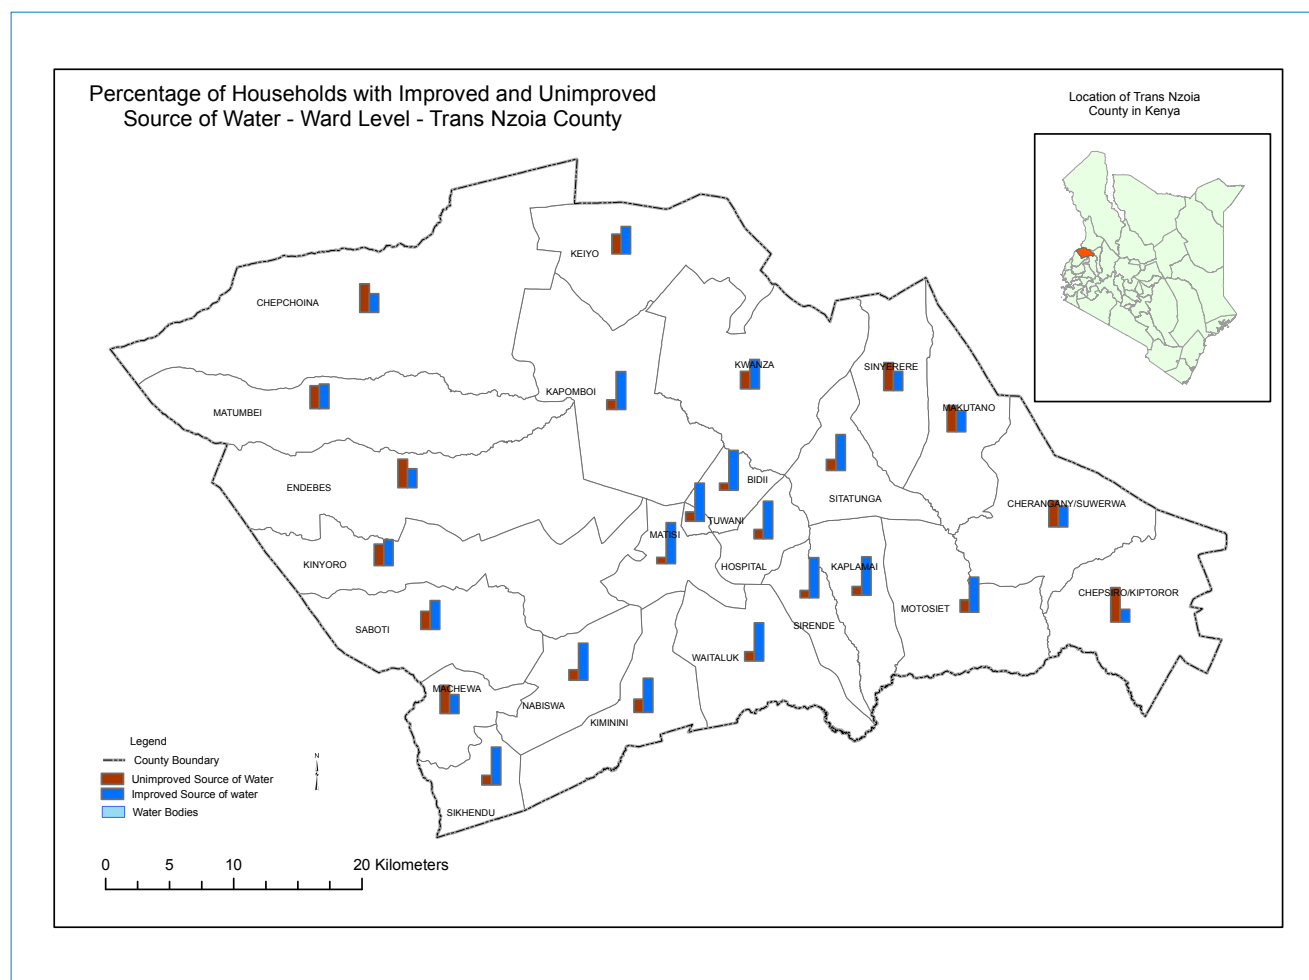 Percentage of Households with Improved and Unimproved
Source of Water - Ward Level - Trans Nzoia County
Location of Trans Nzoia
County in Kenya
KEIYO
CHEPCHOINA
KWANZA
SINYERERE
KAPOMBOI
MAKUTANO
MATUMBEI
BIDII
ENDEBES
SITATUNGA
CHERANGANY/SUWERWA
TUWANI
MATISI
KINYORO
HOSPITAL
KAPLAMAI
CHEPSIRO/KIPTOROR
MOTOSIET
SIRENDE
SABOTI
WAITALUK
MACHEWA
NABISWA
KIMININI
SIKHENDU
Legend
County Boundary
Unimproved Source of Water
Improved Source of water
Water Bodies
N
0 5 10 20 Kilometers